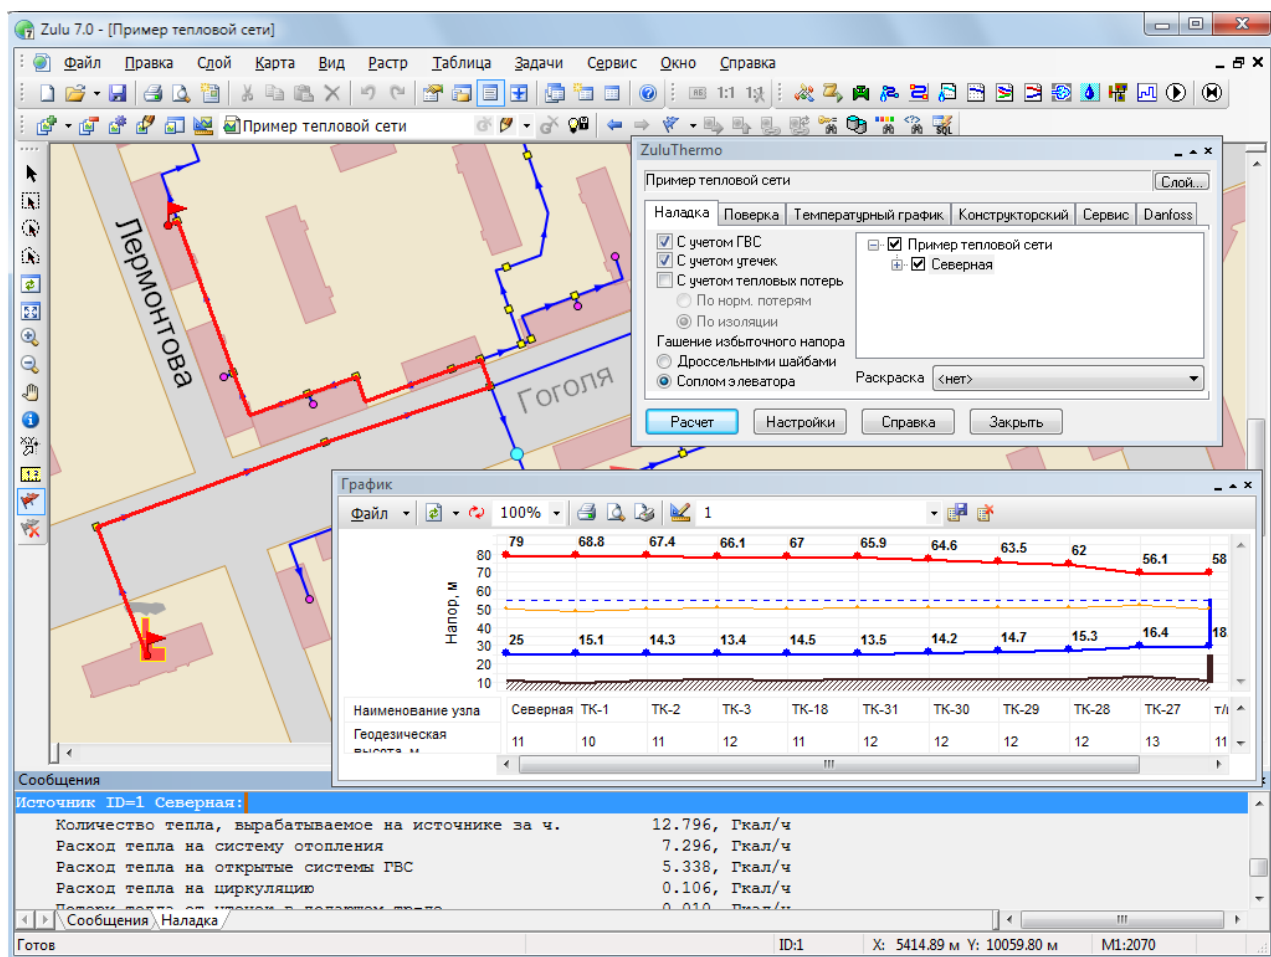 Zulu 7.0 - [Пример тепловой сети]
Файл Правка Слой Карта Вид Растр Таблица Задачи Сервис Окно Справка
1:1
Пример тепловой сети
SQL
Лермонтова
Гоголя
ZuluThermo
Пример тепловой сети
Слой...
Наладка Поверка Температурный график Конструкторский Сервис Danfoss
С учетом ГВС
С учетом утечек
С учетом тепловых потерь
По норм. потерям
По изоляции
Гашение избыточного напора
Дроссельными шайбами
Соплом элеватора
Пример тепловой сети
Северная
Раскраска <нет>
Расчет Настройки Справка Закрыть
График
Файл 100% 1
79 68.8 67.4 66.1 67 65.9 64.6 63.5 62 56.1 58
80
70
60
50
40
30
20
10
Напор, м
25 15.1 14.3 13.4 14.5 13.5 14.2 14.7 15.3 16.4 18
Наименование узла Северная ТК-1 ТК-2 ТК-3 ТК-18 ТК-31 ТК-30 ТК-29 ТК-28 ТК-27
Геодезическая
высота, м
11 10 11 12 11 12 12 12 12 13 11
Сообщения
Источник ID=1 Северная:
Количество тепла, вырабатываемое на источнике за ч. 12.796, Гкал/ч
Расход тепла на систему отопления 7.296, Гкал/ч
Расход тепла на открытые системы ГВС 5.338, Гкал/ч
Расход тепла на циркуляцию 0.106, Гкал/ч
Сообщения Наладка
Готов ID:1 X: 5414.89 м Y: 10059.80 м М1:2070